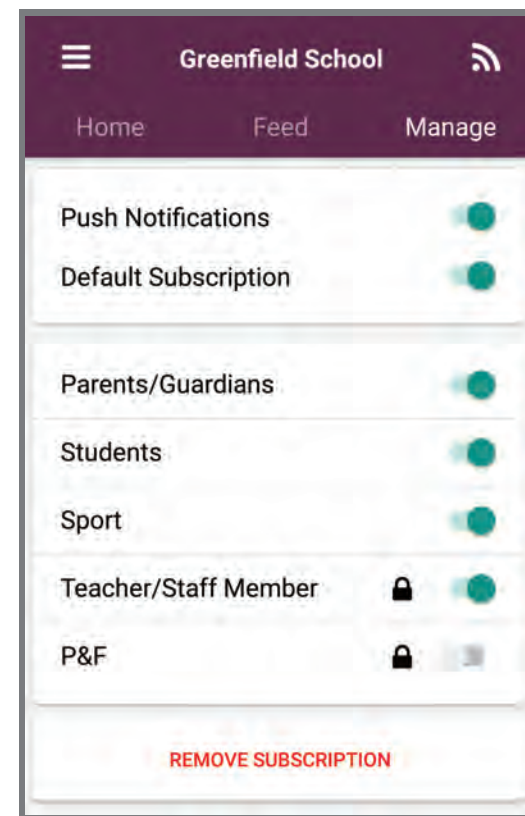 Greenfield School
Home Feed Manage
Push Notifications
Default Subscription
Parents/Guardians
Students
Sport
Teacher/Staff Member
P&F
REMOVE SUBSCRIPTION